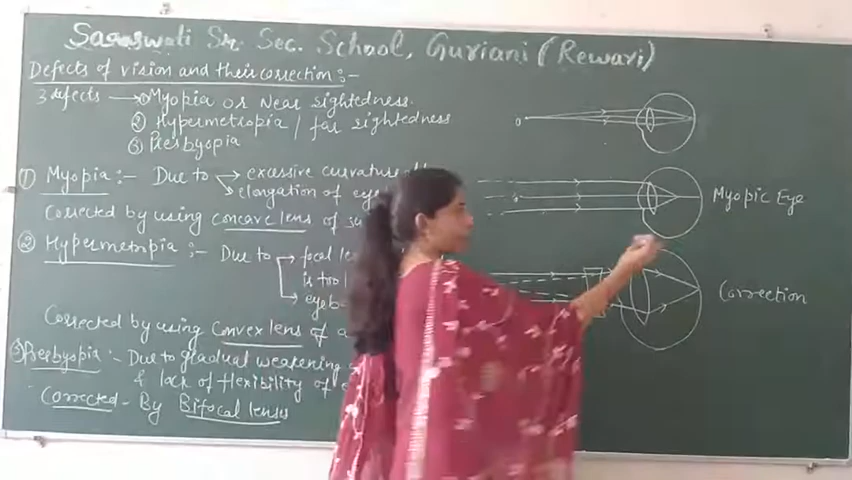 Saraswati Sr. Sec. School, Guriani (Rewari)
Defects of vision and their correction :-
3 defects → ① Myopia or Near sightedness.
② Hypermetropia / far sightedness
③ Presbyopia
① Myopia :- Due to → excessive curvature of
→ elongation of
Corrected by using concave lens of
② Hypermetropia :- Due to → focal
is too
→ eyeb
Corrected by using Convex lens of
③ Presbyopia :- Due to gradual weakening
& lack of flexibility of
Corrected - By Bifocal lenses
O
Myopic Eye
Correction